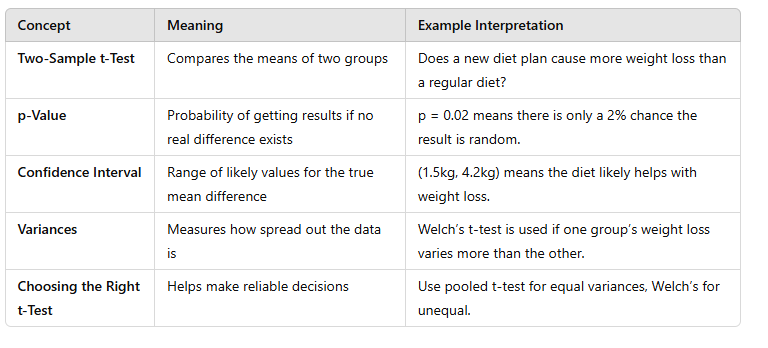 Concept Meaning Example Interpretation
Two-Sample t-Test Compares the means of two groups Does a new diet plan cause more weight loss than
a regular diet?
p-Value Probability of getting results if no p = 0.02 means there is only a 2% chance the
real difference exists result is random.
Confidence Interval Range of likely values for the true (1.5kg, 4.2kg) means the diet likely helps with
mean difference weight loss.
Variances Measures how spread out the data Welch’s t-test is used if one group’s weight loss
is varies more than the other.
Choosing the Right Helps make reliable decisions Use pooled t-test for equal variances, Welch’s for
t-Test unequal.